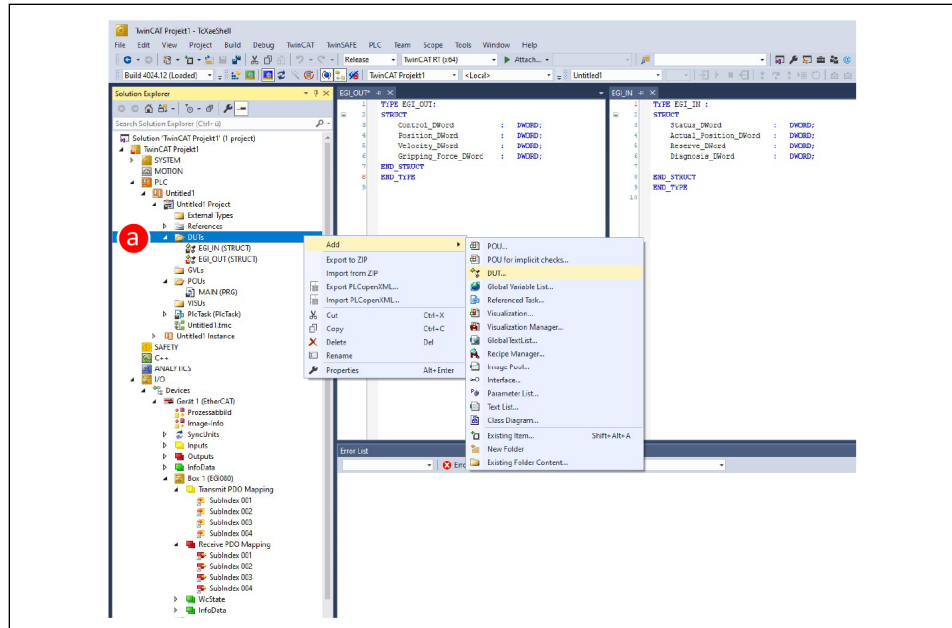 TwinCAT Projekt1 - TcXaeShell
File Edit View Project Build Debug TwinCAT TwinSAFE PLC Team Scope Tools Window Help
Release TwinCAT RT (x64) Attach...
Build 4024.12 (Loaded) TwinCAT Projekt1 <Local> Untitled1
Solution Explorer
Search Solution Explorer (Ctrl+ü)
Solution 'TwinCAT Projekt1' (1 project)
TwinCAT Projekt1
SYSTEM
MOTION
PLC
Untitled1
Untitled1 Project
External Types
References
a
DUTs
EGI_IN (STRUCT)
EGI_OUT (STRUCT)
GVLs
POUs
MAIN (PRG)
VISUs
PlcTask (PlcTask)
Untitled1.tmc
Untitled1 Instance
SAFETY
C++
ANALYTICS
I/O
Devices
Gerät 1 (EtherCAT)
Prozessabbild
Image-Info
SyncUnits
Inputs
Outputs
InfoData
Box 1 (EGI080)
Transmit PDO Mapping
SubIndex 001
SubIndex 002
SubIndex 003
SubIndex 004
Receive PDO Mapping
SubIndex 001
SubIndex 002
SubIndex 003
SubIndex 004
WcState
InfoData
EGI_OUT*
1 TYPE EGI_OUT:
2 STRUCT
3 Control_DWord : DWORD;
4 Position_DWord : DWORD;
5 Velocity_DWord : DWORD;
6 Gripping_Force_DWord : DWORD;
7 END_STRUCT
8 END_TYPE
9
EGI_IN
1 TYPE EGI_IN :
2 STRUCT
3 Status_DWord : DWORD;
4 Actual_Position_DWord : DWORD;
5 Reserve_DWord : DWORD;
6 Diagnosis_DWord : DWORD;
7
8 END_STRUCT
9 END_TYPE
10
Add
Export to ZIP
Import from ZIP
Export PLCopenXML...
Import PLCopenXML...
Cut Ctrl+X
Copy Ctrl+C
Delete Del
Rename
Properties Alt+Enter
POU...
POU for implicit checks...
DUT...
Global Variable List...
Referenced Task...
Visualization...
Visualization Manager...
GlobalTextList...
Recipe Manager...
Image Pool...
Interface...
Parameter List...
Text List...
Class Diagram...
Existing Item... Shift+Alt+A
New Folder
Existing Folder Content...
Error List